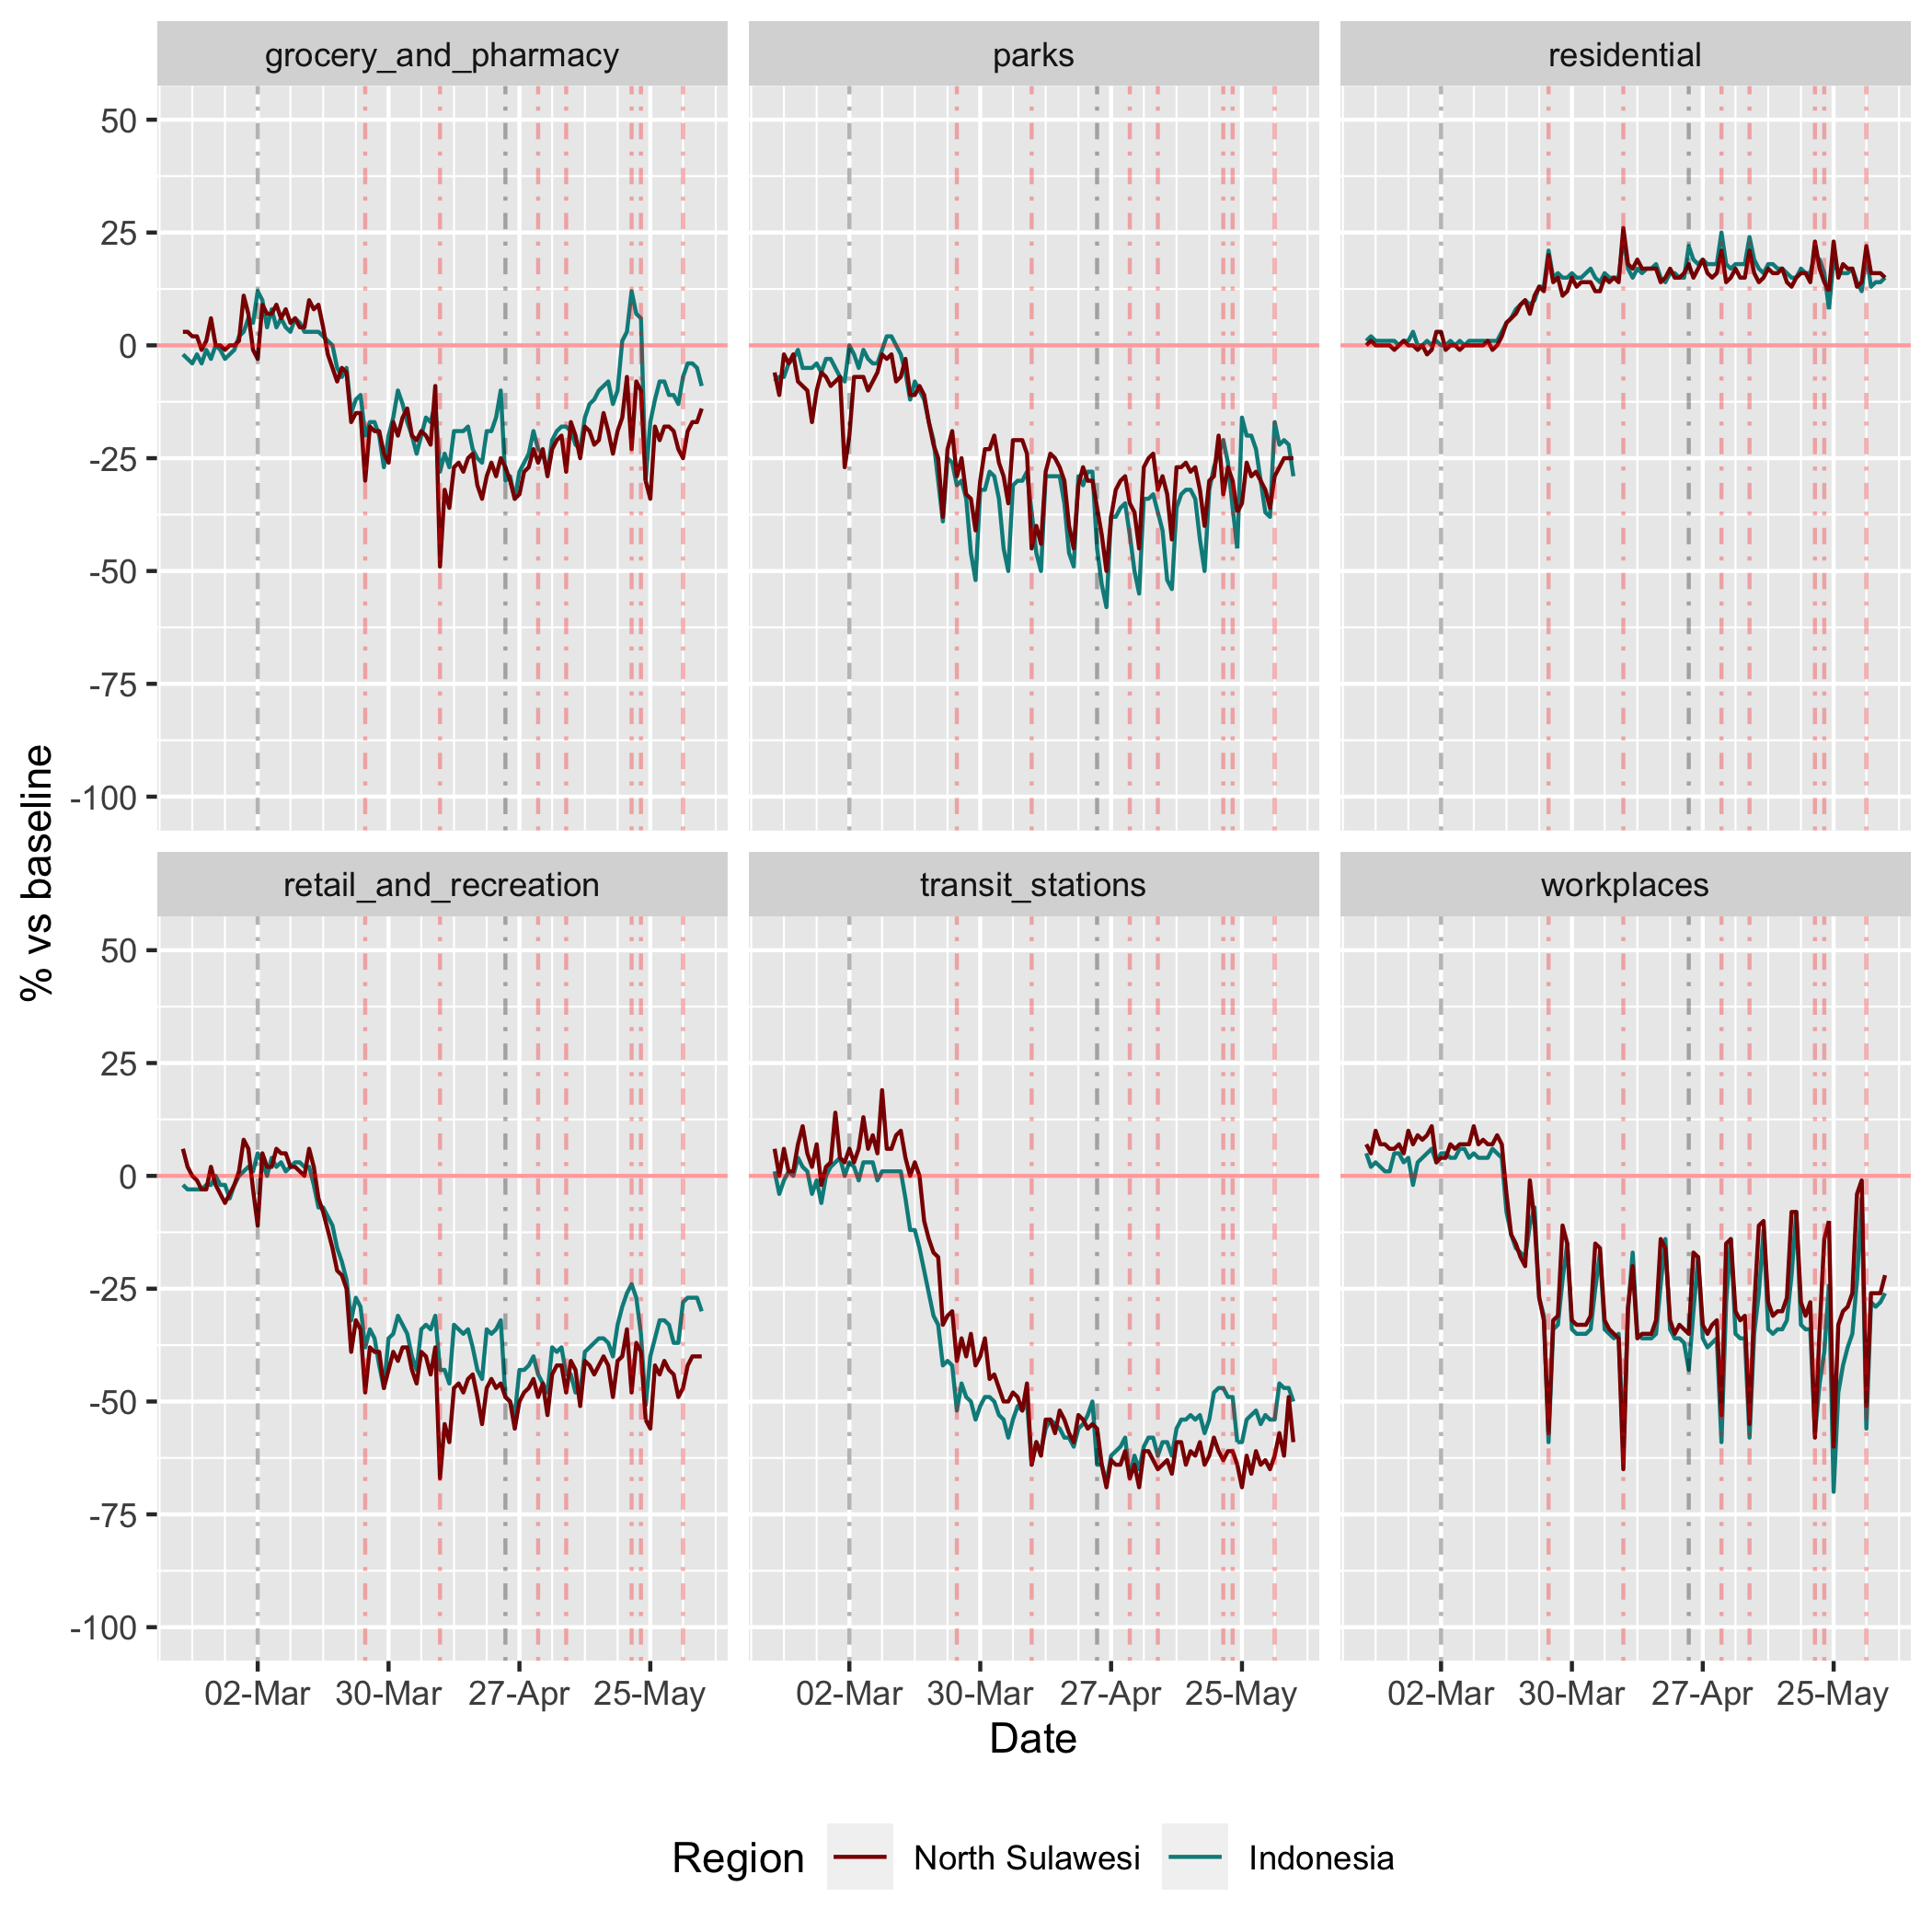 grocery_and_pharmacy parks residential
50
25
0
-25
-50
-75
-100
% vs baseline
retail_and_recreation transit_stations workplaces
50
25
0
-25
-50
-75
-100
02-Mar 30-Mar 27-Apr 25-May 02-Mar 30-Mar 27-Apr 25-May 02-Mar 30-Mar 27-Apr 25-May
Date
Region North Sulawesi Indonesia